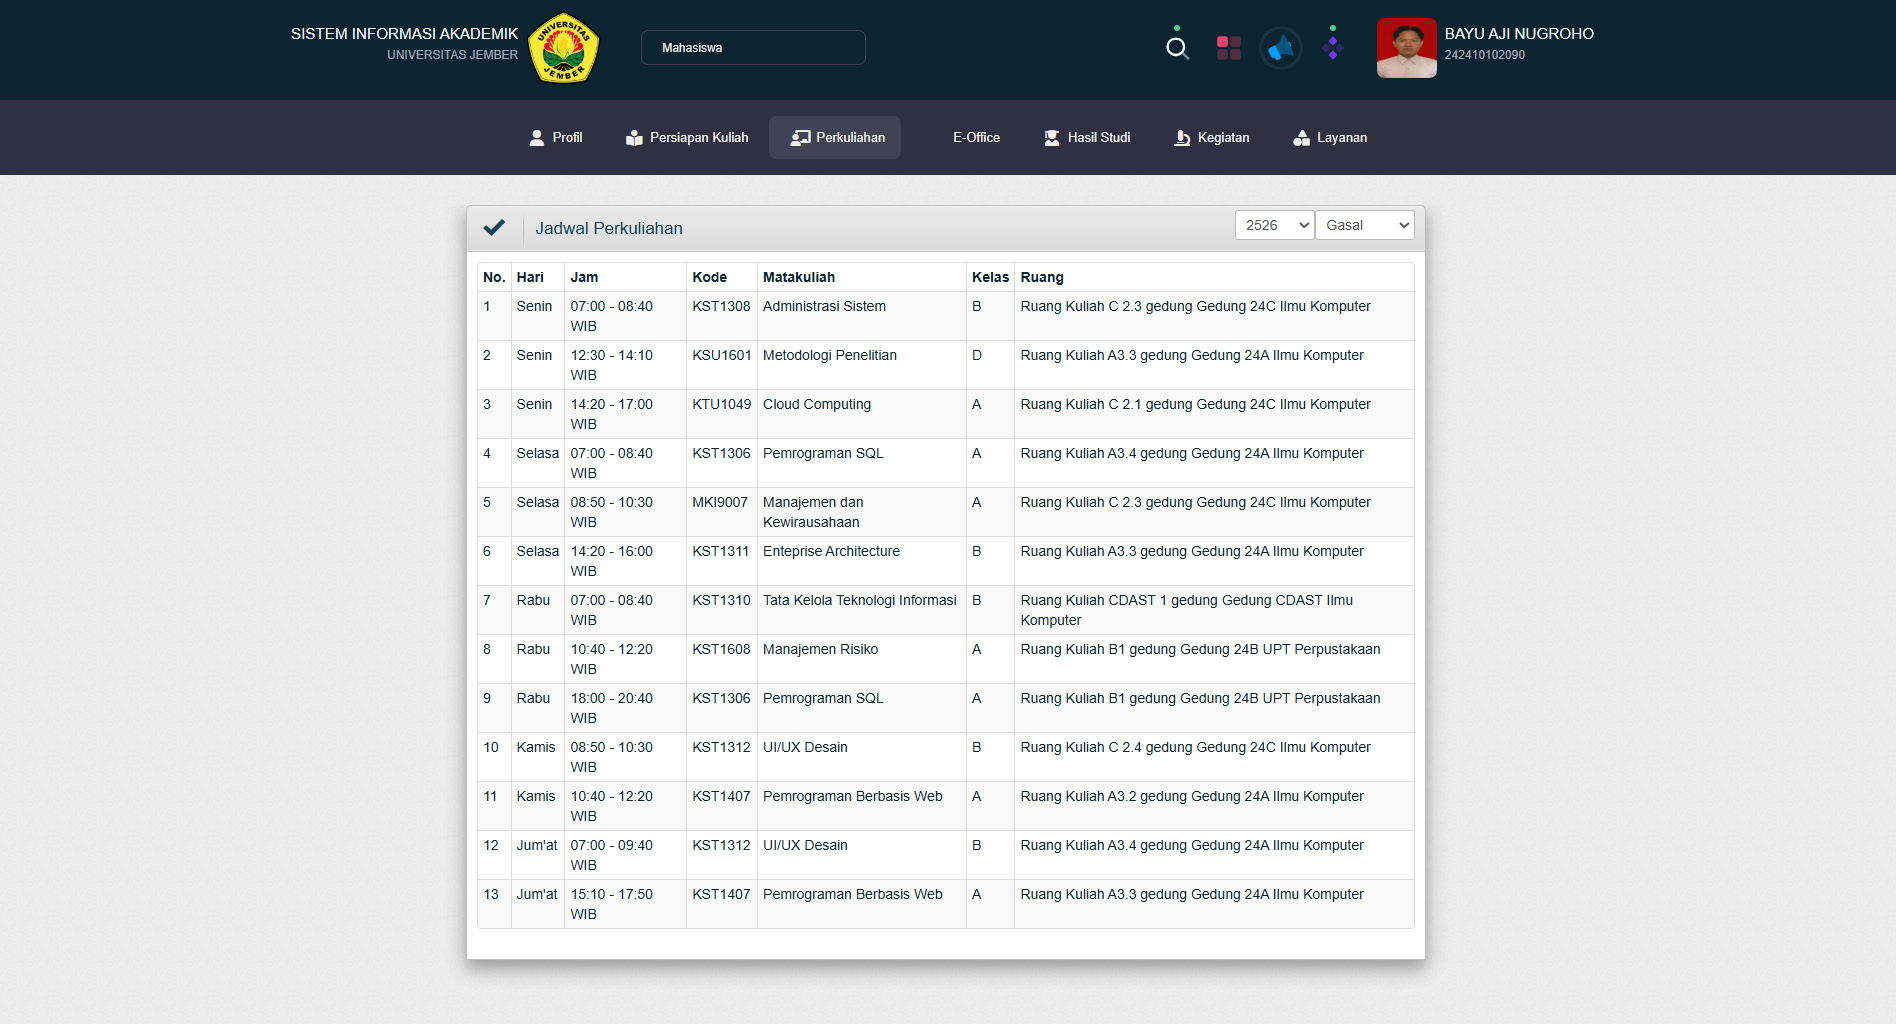 SISTEM INFORMASI AKADEMIK
UNIVERSITAS JEMBER
UNIVERSITAS
JEMBER
Mahasiswa
BAYU AJI NUGROHO
242410102090
Profil
Persiapan Kuliah
Perkuliahan
E-Office
Hasil Studi
Kegiatan
Layanan
Jadwal Perkuliahan
2526
Gasal
No. Hari Jam Kode Matakuliah Kelas Ruang
1 Senin 07:00 - 08:40 KST1308 Administrasi Sistem B Ruang Kuliah C 2.3 gedung Gedung 24C Ilmu Komputer
WIB
2 Senin 12:30 - 14:10 KSU1601 Metodologi Penelitian D Ruang Kuliah A3.3 gedung Gedung 24A Ilmu Komputer
WIB
3 Senin 14:20 - 17:00 KTU1049 Cloud Computing A Ruang Kuliah C 2.1 gedung Gedung 24C Ilmu Komputer
WIB
4 Selasa 07:00 - 08:40 KST1306 Pemrograman SQL A Ruang Kuliah A3.4 gedung Gedung 24A Ilmu Komputer
WIB
5 Selasa 08:50 - 10:30 MKI9007 Manajemen dan A Ruang Kuliah C 2.3 gedung Gedung 24C Ilmu Komputer
WIB Kewirausahaan
6 Selasa 14:20 - 16:00 KST1311 Enteprise Architecture B Ruang Kuliah A3.3 gedung Gedung 24A Ilmu Komputer
WIB
7 Rabu 07:00 - 08:40 KST1310 Tata Kelola Teknologi Informasi B Ruang Kuliah CDAST 1 gedung Gedung CDAST Ilmu
WIB Komputer
8 Rabu 10:40 - 12:20 KST1608 Manajemen Risiko A Ruang Kuliah B1 gedung Gedung 24B UPT Perpustakaan
WIB
9 Rabu 18:00 - 20:40 KST1306 Pemrograman SQL A Ruang Kuliah B1 gedung Gedung 24B UPT Perpustakaan
WIB
10 Kamis 08:50 - 10:30 KST1312 UI/UX Desain B Ruang Kuliah C 2.4 gedung Gedung 24C Ilmu Komputer
WIB
11 Kamis 10:40 - 12:20 KST1407 Pemrograman Berbasis Web A Ruang Kuliah A3.2 gedung Gedung 24A Ilmu Komputer
WIB
12 Jum'at 07:00 - 09:40 KST1312 UI/UX Desain B Ruang Kuliah A3.4 gedung Gedung 24A Ilmu Komputer
WIB
13 Jum'at 15:10 - 17:50 KST1407 Pemrograman Berbasis Web A Ruang Kuliah A3.3 gedung Gedung 24A Ilmu Komputer
WIB